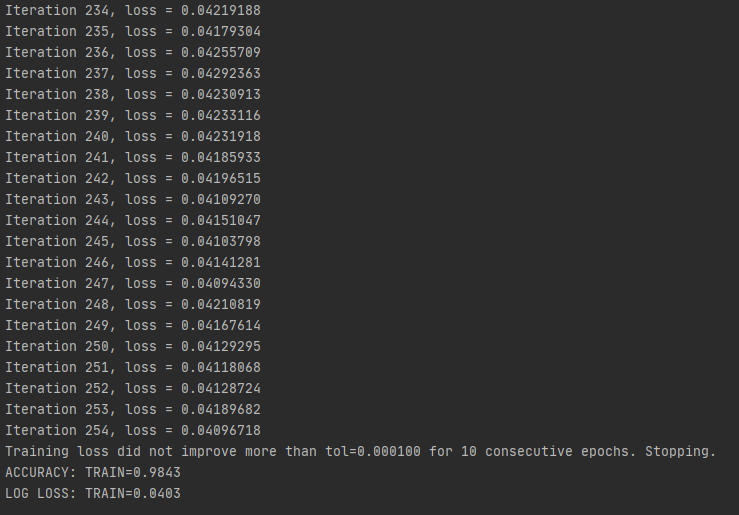 Iteration 234, loss = 0.04219188
Iteration 235, loss = 0.04179304
Iteration 236, loss = 0.04255709
Iteration 237, loss = 0.04292363
Iteration 238, loss = 0.04230913
Iteration 239, loss = 0.04233116
Iteration 240, loss = 0.04231918
Iteration 241, loss = 0.04185933
Iteration 242, loss = 0.04196515
Iteration 243, loss = 0.04109270
Iteration 244, loss = 0.04151047
Iteration 245, loss = 0.04103798
Iteration 246, loss = 0.04141281
Iteration 247, loss = 0.04094330
Iteration 248, loss = 0.04210819
Iteration 249, loss = 0.04167614
Iteration 250, loss = 0.04129295
Iteration 251, loss = 0.04118068
Iteration 252, loss = 0.04128724
Iteration 253, loss = 0.04189682
Iteration 254, loss = 0.04096718
Training loss did not improve more than tol=0.000100 for 10 consecutive epochs. Stopping.
ACCURACY: TRAIN=0.9843
LOG LOSS: TRAIN=0.0403